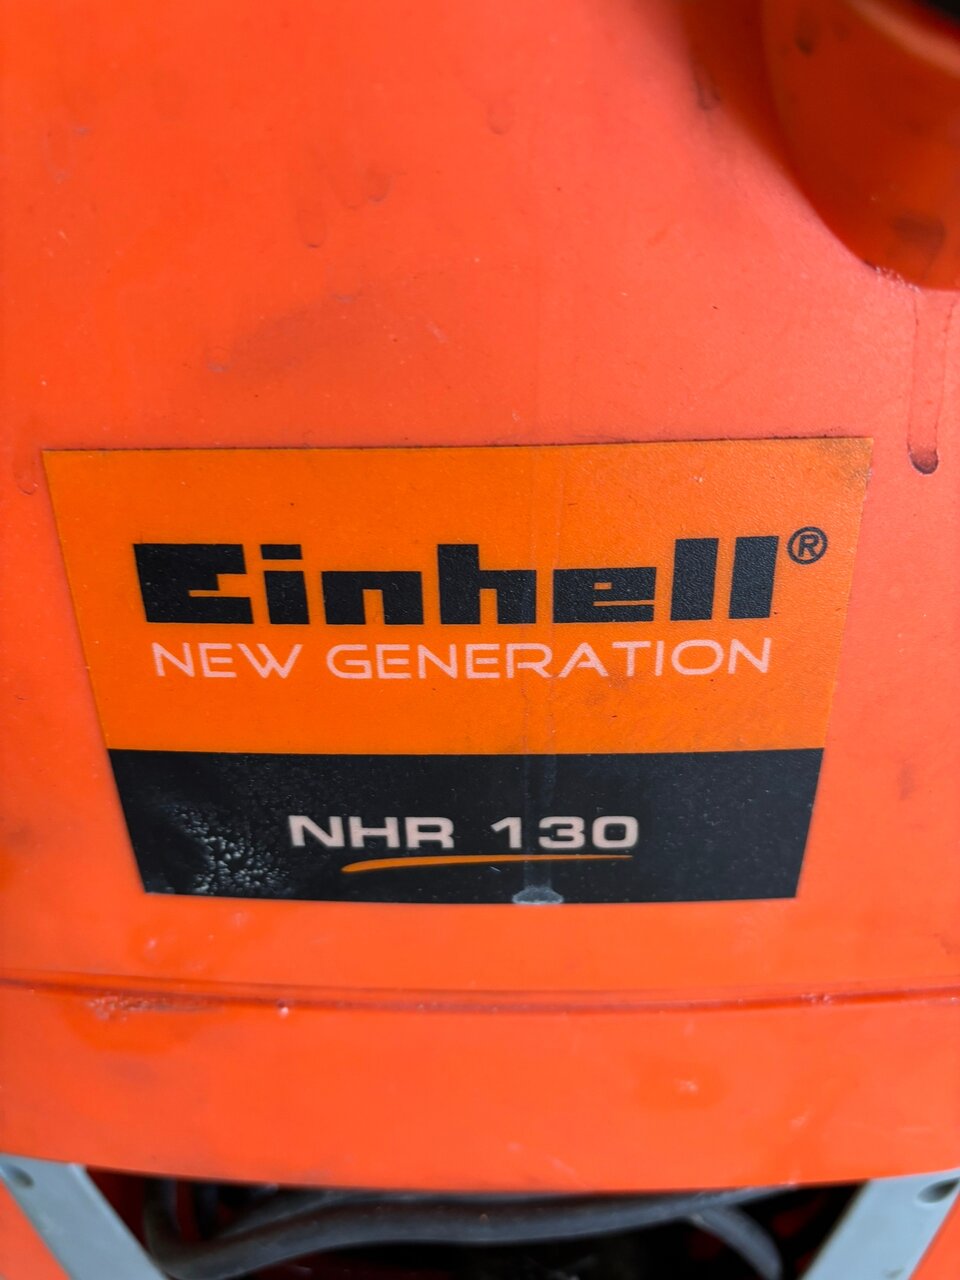 Einhell®
NEW GENERATION
NHR 130